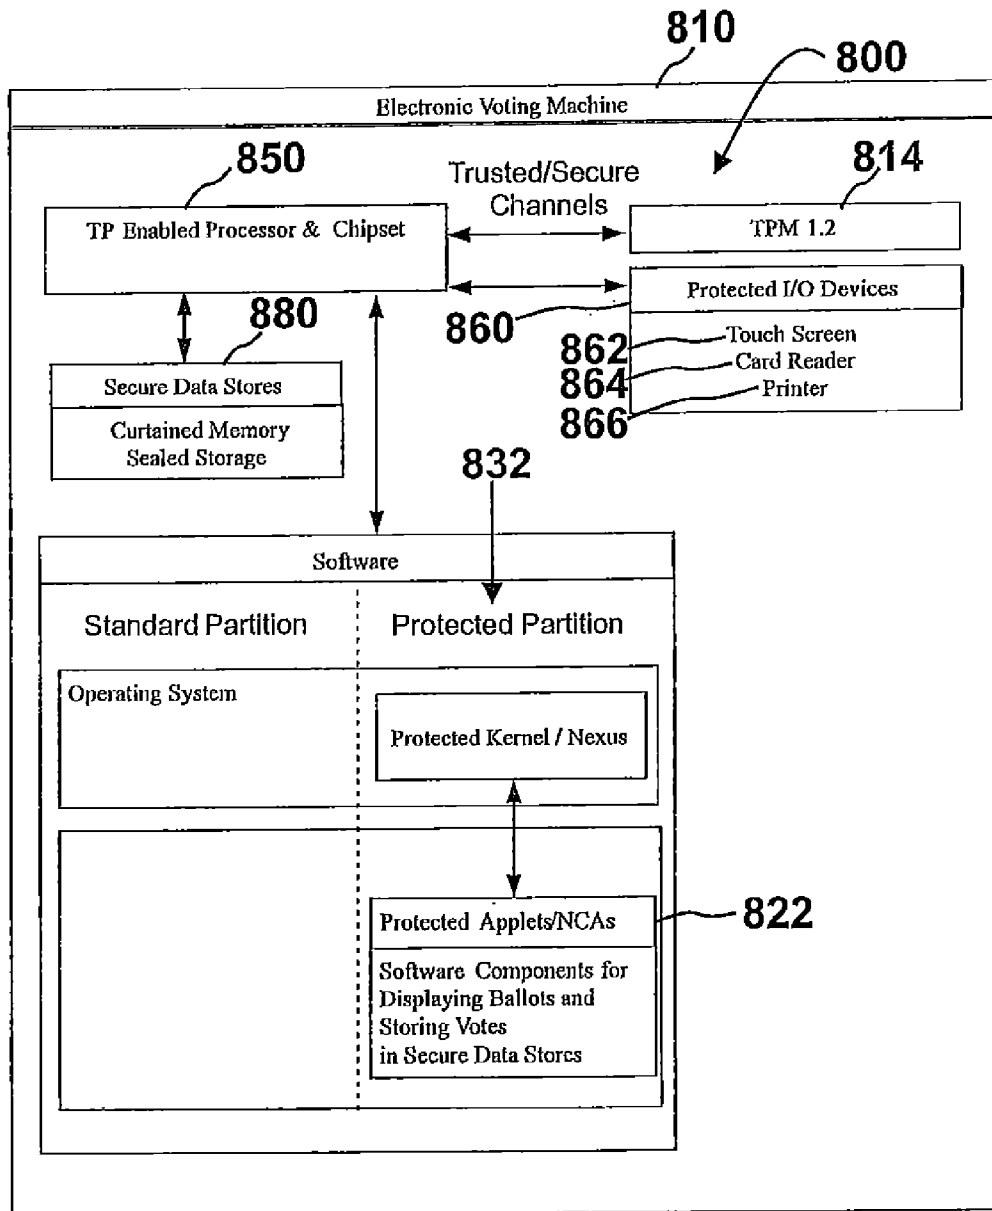 810
800
Electronic Voting Machine
850
Trusted/Secure
Channels
814
TP Enabled Processor & Chipset
TPM 1.2
880
860
Protected I/O Devices
862
Touch Screen
864
Card Reader
866
Printer
Secure Data Stores
Curtained Memory
Sealed Storage
832
Software
Standard Partition
Protected Partition
Operating System
Protected Kernel / Nexus
822
Protected Applets/NCAs
Software Components for
Displaying Ballots and
Storing Votes
in Secure Data Stores